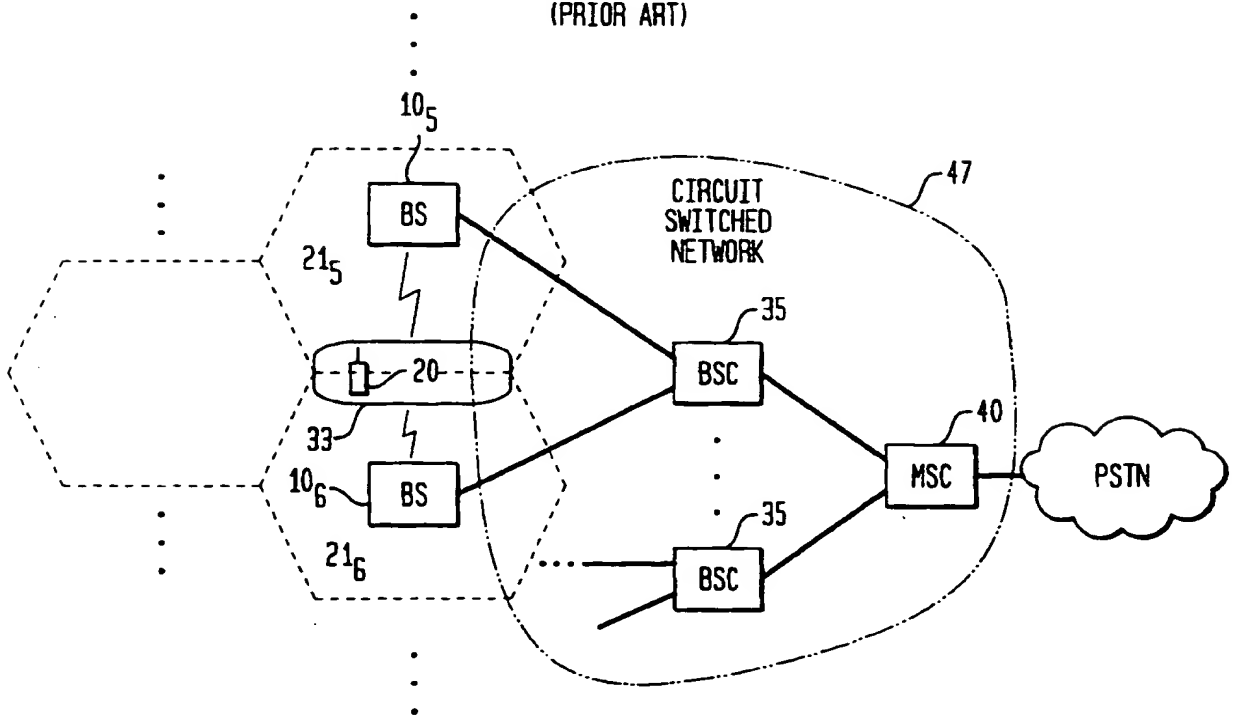 (PRIOR ART)
10₅
47
CIRCUIT
SWITCHED
NETWORK
BS
21₅
35
BSC
20
33
40
MSC
PSTN
10₆
BS
35
21₆
BSC